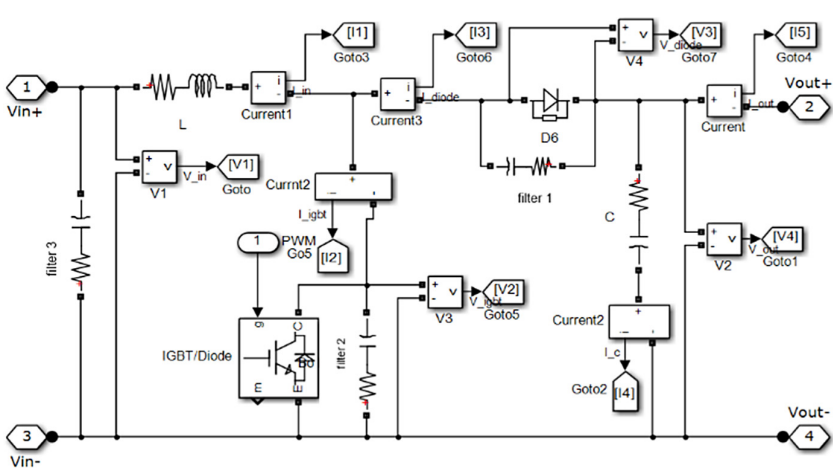 [I1]
Goto3
[I3]
Goto6
V4
V_diode
[V3]
Goto7
[I5]
Goto4
1
Vin+
L
i
I_in
Current1
i
I_diode
Current3
D6
i
I_out
Current
Vout+
2
filter 1
V1
V_in
[V1]
Goto
Currnt2
i
I_igbt
1
PWM
Go5
[I2]
C
V2
V_out
[V4]
Goto1
filter 3
V3
V_igbt
[V2]
Goto5
IGBT/Diode
g
C
m
E
filter 2
Current2
i
I_c
Goto2
[I4]
3
Vin-
Vout-
4